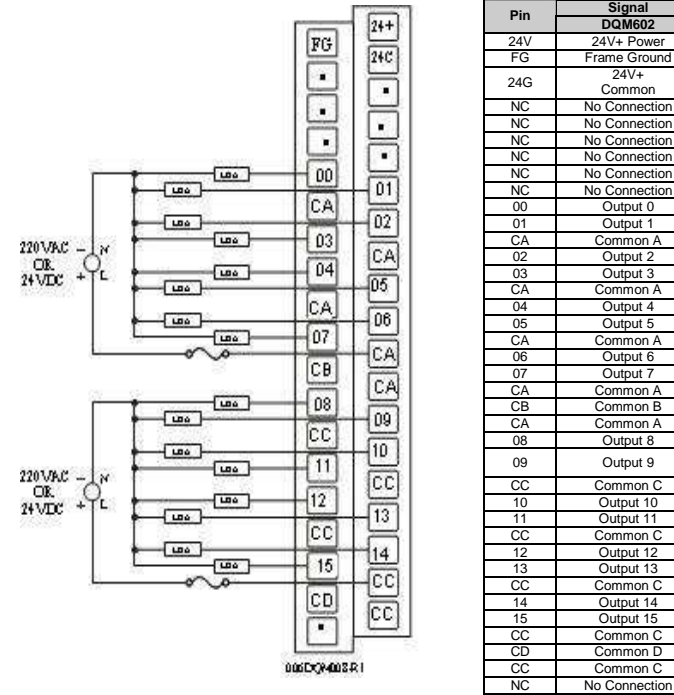 24+
FG
24C
00
01
CA
02
03
CA
04
05
CA
06
07
CA
CB
CA
08
09
CC
10
11
CC
12
13
CC
14
15
CC
CD
CC
220VAC
OR
24VDC
-
+
N
L
220VAC
OR
24VDC
-
+
N
L
Pin Signal
DQM602
24V 24V+ Power
FG Frame Ground
24G 24V+
Common
NC No Connection
NC No Connection
NC No Connection
NC No Connection
NC No Connection
NC No Connection
00 Output 0
01 Output 1
CA Common A
02 Output 2
03 Output 3
CA Common A
04 Output 4
05 Output 5
CA Common A
06 Output 6
07 Output 7
CA Common A
CB Common B
CA Common A
08 Output 8
09 Output 9
CC Common C
10 Output 10
11 Output 11
CC Common C
12 Output 12
13 Output 13
CC Common C
14 Output 14
15 Output 15
CC Common C
CD Common D
CC Common C
NC No Connection